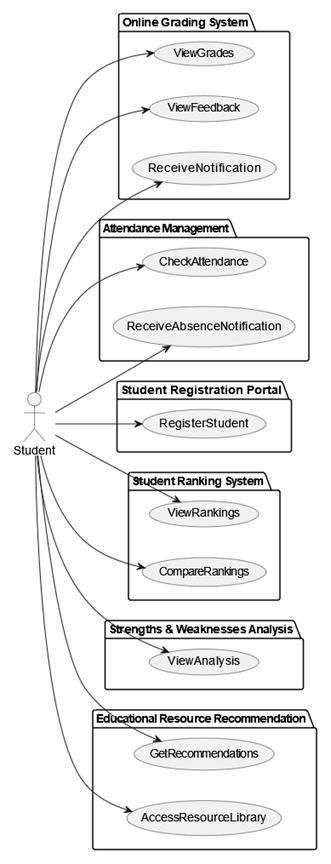 Online Grading System
ViewGrades
ViewFeedback
ReceiveNotification
Attendance Management
CheckAttendance
ReceiveAbsenceNotification
Student Registration Portal
RegisterStudent
Student
Student Ranking System
ViewRankings
CompareRankings
Strengths & Weaknesses Analysis
ViewAnalysis
Educational Resource Recommendation
GetRecommendations
AccessResourceLibrary